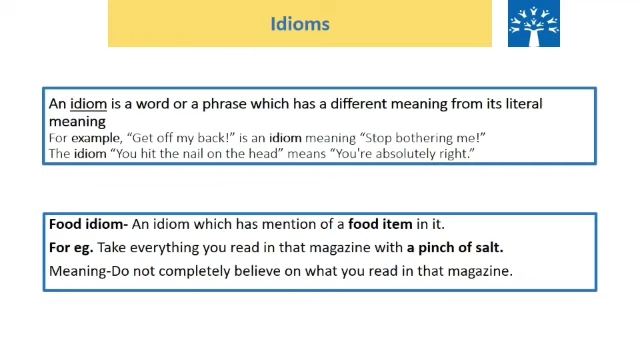 Idioms
An idiom is a word or a phrase which has a different meaning from its literal
meaning
For example, “Get off my back!” is an idiom meaning “Stop bothering me!”
The idiom “You hit the nail on the head” means “You're absolutely right.”
Food idiom- An idiom which has mention of a food item in it.
For eg. Take everything you read in that magazine with a pinch of salt.
Meaning-Do not completely believe on what you read in that magazine.